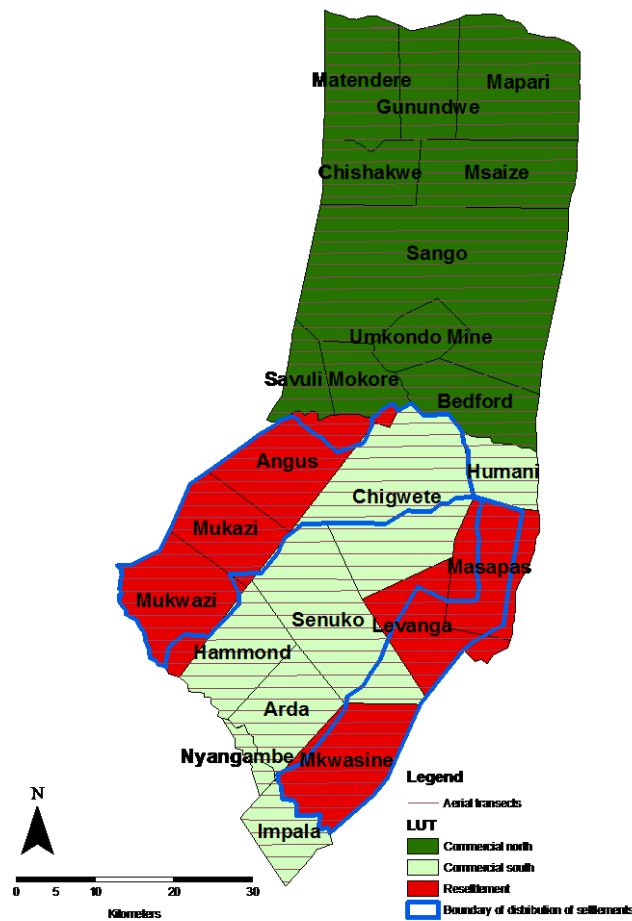 Matendere
Mapari
Gunundwe
Chishakwe
Msaize
Sango
Umkondo Mine
Savuli Mokore
Bedford
Angus
Humani
Chigwete
Mukazi
Masapas
Mukwazi
Senuko
Levanga
Hammond
Arda
Nyangambe
Mkwasine
Impala
Legend
Aerial transects
LUT
Commercial north
Commercial south
Resettlement
Boundary of distribution of settlements
N
0 5 10 20 30
Kilometers